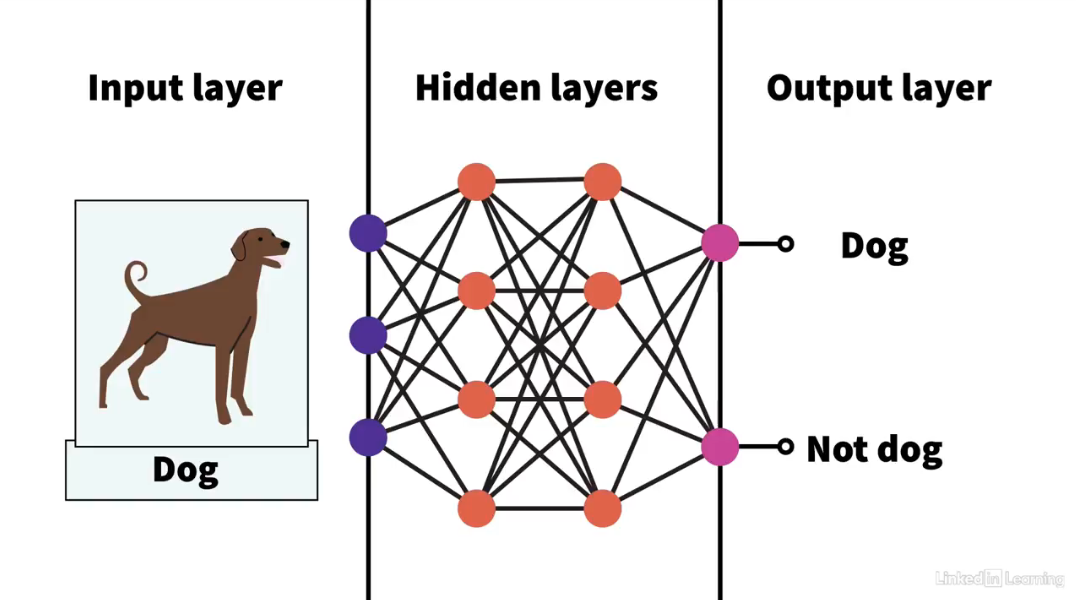 Input layer
Hidden layers
Output layer
Dog
Dog
Not dog
Linked in Learning